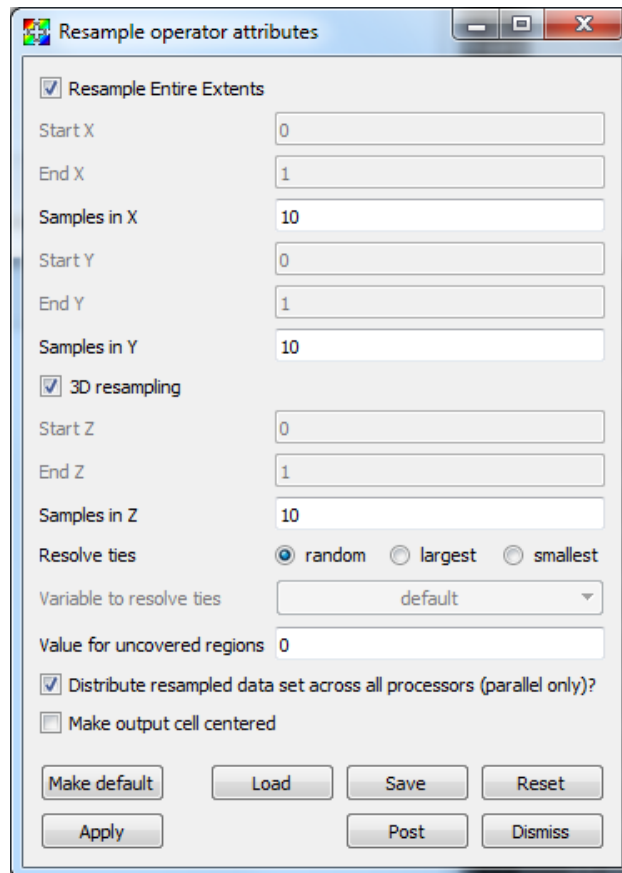 Resample operator attributes
Resample Entire Extents
Start X 0
End X 1
Samples in X 10
Start Y 0
End Y 1
Samples in Y 10
3D resampling
Start Z 0
End Z 1
Samples in Z 10
Resolve ties random largest smallest
Variable to resolve ties default
Value for uncovered regions 0
Distribute resampled data set across all processors (parallel only)?
Make output cell centered
Make default Load Save Reset
Apply Post Dismiss